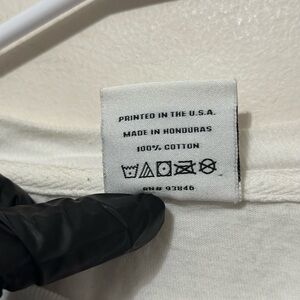 PRINTED IN THE U.S.A.
MADE IN HONDURAS
100% COTTON
RN# 93846